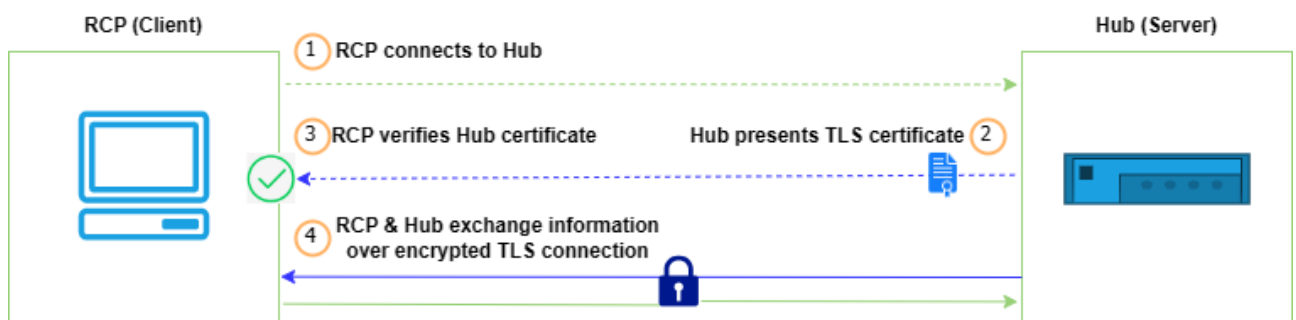 RCP (Client)
Hub (Server)
1 RCP connects to Hub
3 RCP verifies Hub certificate
Hub presents TLS certificate 2
4 RCP & Hub exchange information
over encrypted TLS connection